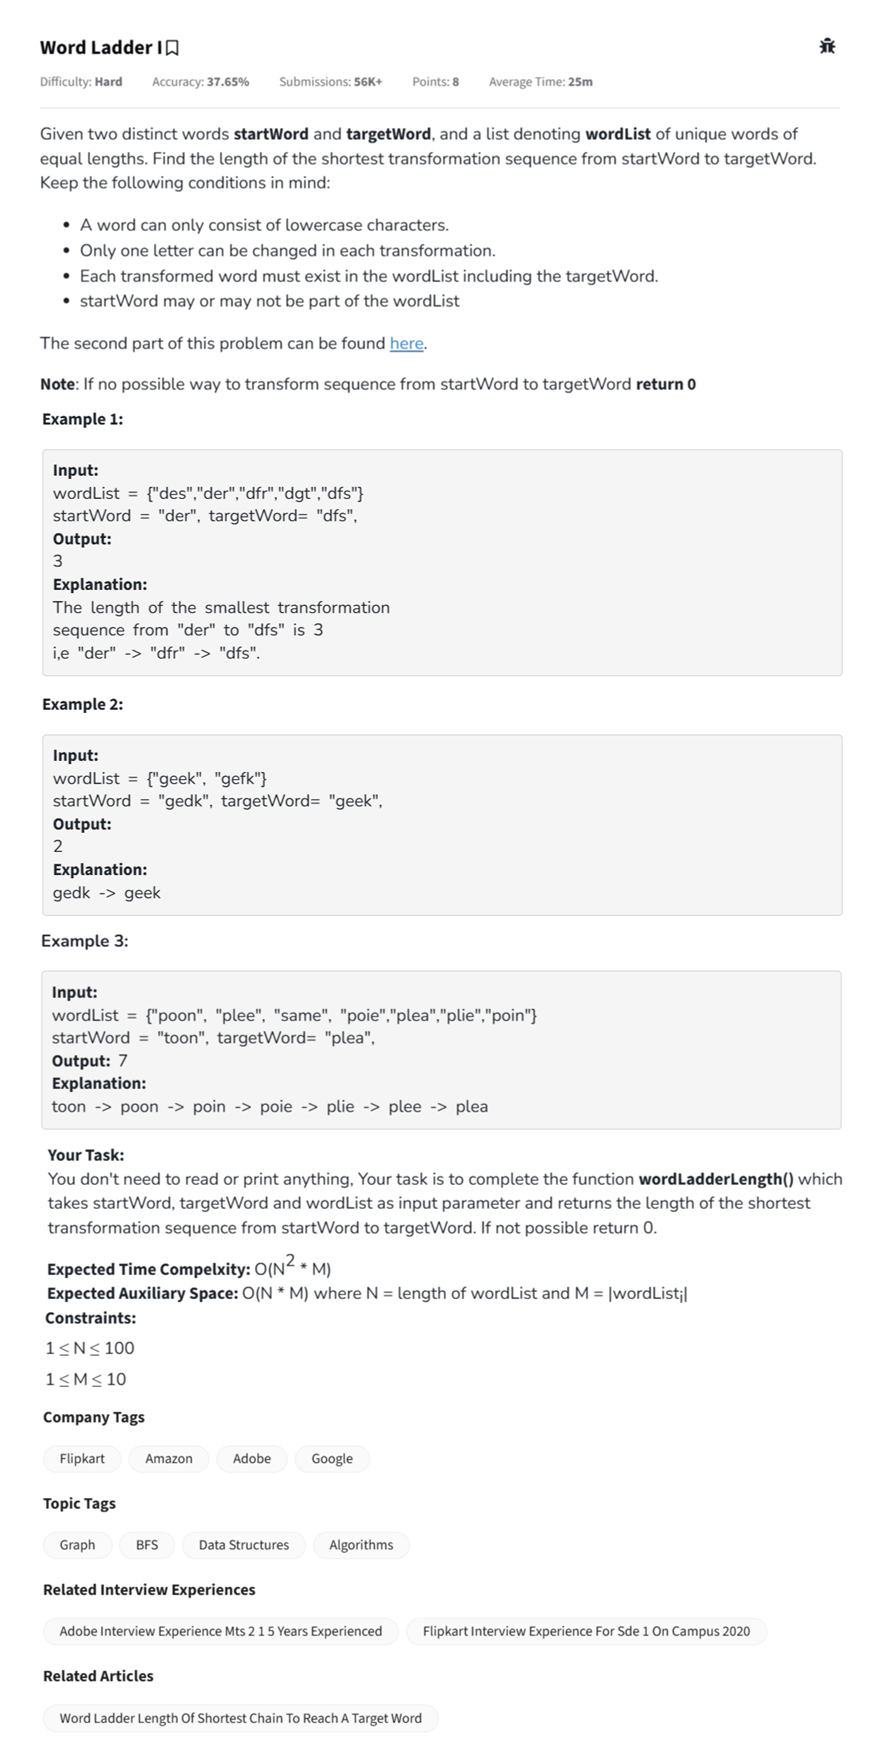 Word Ladder I
Difficulty: Hard Accuracy: 37.65% Submissions: 56K+ Points: 8 Average Time: 25m
Given two distinct words startWord and targetWord, and a list denoting wordList of unique words of
equal lengths. Find the length of the shortest transformation sequence from startWord to targetWord.
Keep the following conditions in mind:
• A word can only consist of lowercase characters.
• Only one letter can be changed in each transformation.
• Each transformed word must exist in the wordList including the targetWord.
• startWord may or may not be part of the wordList
The second part of this problem can be found here.
Note: If no possible way to transform sequence from startWord to targetWord return 0
Example 1:
Input:
wordList = {"des","der","dfr","dgt","dfs"}
startWord = "der", targetWord= "dfs",
Output:
3
Explanation:
The length of the smallest transformation
sequence from "der" to "dfs" is 3
i,e "der" -> "dfr" -> "dfs".
Example 2:
Input:
wordList = {"geek", "gefk"}
startWord = "gedk", targetWord= "geek",
Output:
2
Explanation:
gedk -> geek
Example 3:
Input:
wordList = {"poon", "plee", "same", "poie","plea","plie","poin"}
startWord = "toon", targetWord= "plea",
Output: 7
Explanation:
toon -> poon -> poin -> poie -> plie -> plee -> plea
Your Task:
You don't need to read or print anything, Your task is to complete the function wordLadderLength() which
takes startWord, targetWord and wordList as input parameter and returns the length of the shortest
transformation sequence from startWord to targetWord. If not possible return 0.
Expected Time Compelxity: O(N² * M)
Expected Auxiliary Space: O(N * M) where N = length of wordList and M = |wordListᵢ|
Constraints:
1 ≤ N ≤ 100
1 ≤ M ≤ 10
Company Tags
Flipkart Amazon Adobe Google
Topic Tags
Graph BFS Data Structures Algorithms
Related Interview Experiences
Adobe Interview Experience Mts 2 1 5 Years Experienced Flipkart Interview Experience For Sde 1 On Campus 2020
Related Articles
Word Ladder Length Of Shortest Chain To Reach A Target Word